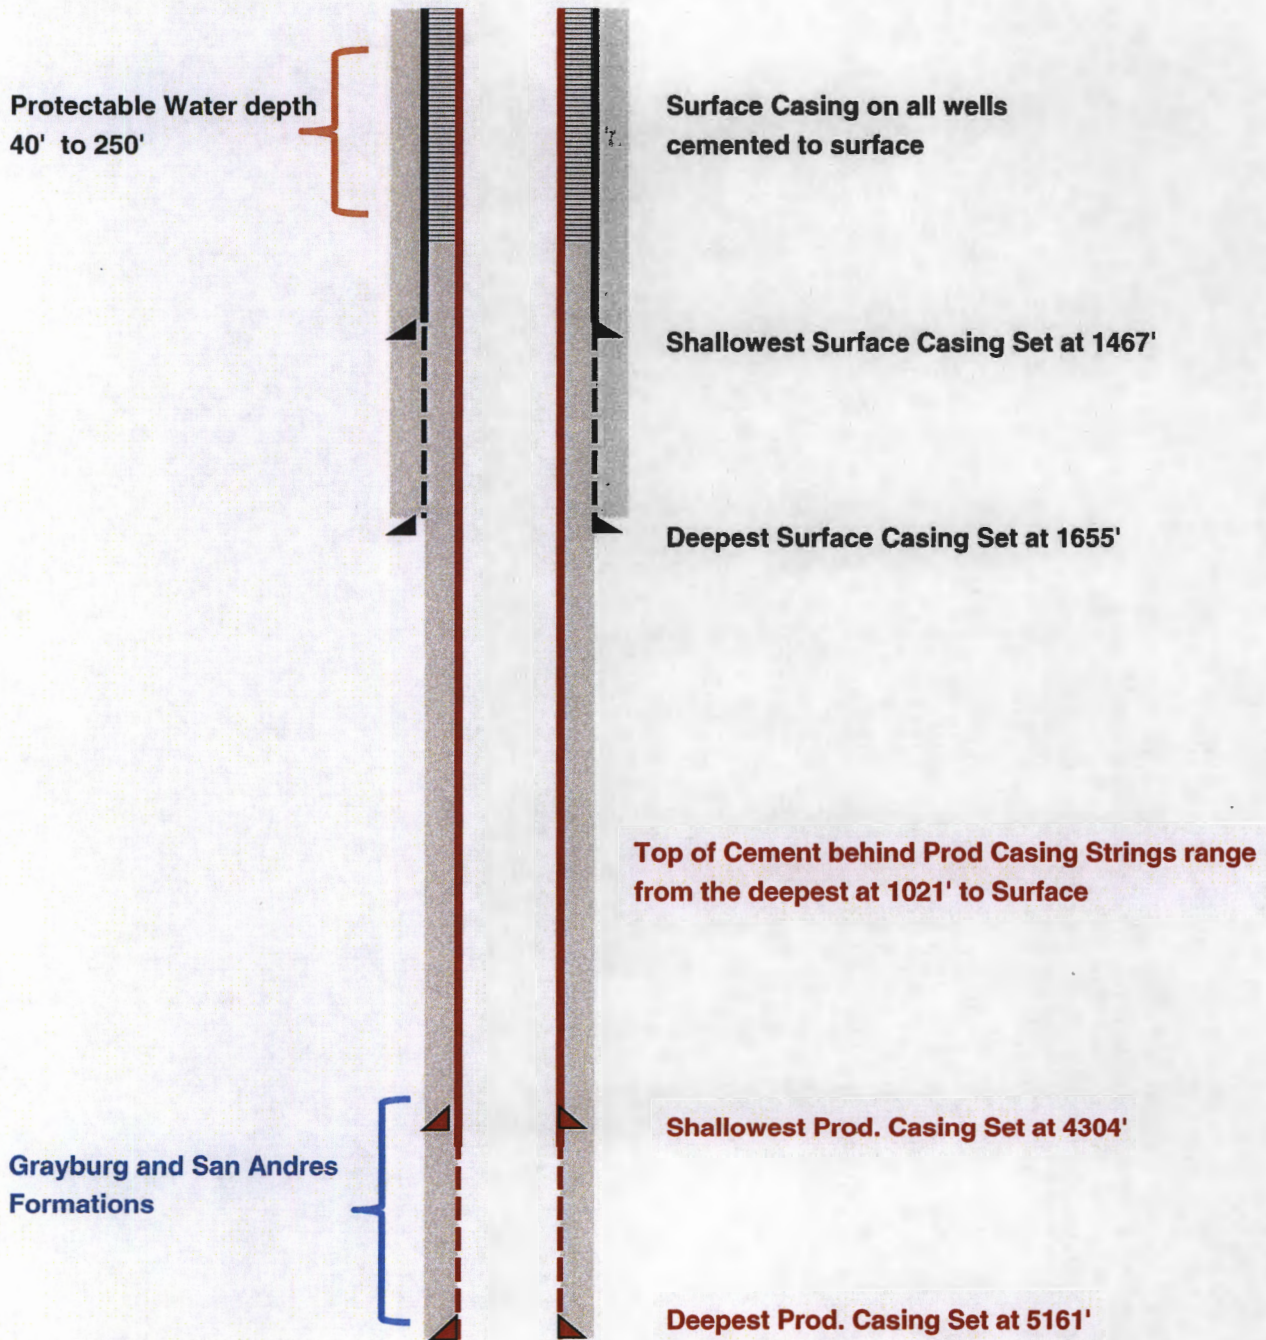 Protectable Water depth
40' to 250'
Surface Casing on all wells
cemented to surface
Shallowest Surface Casing Set at 1467'
Deepest Surface Casing Set at 1655'
Top of Cement behind Prod Casing Strings range
from the deepest at 1021' to Surface
Shallowest Prod. Casing Set at 4304'
Grayburg and San Andres
Formations
Deepest Prod. Casing Set at 5161'